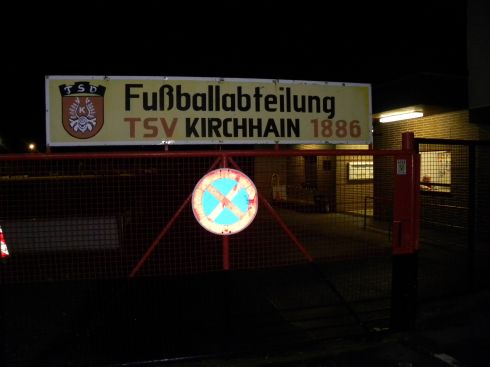 TSV
K
Fußballabteilung
TSV KIRCHHAIN 1886